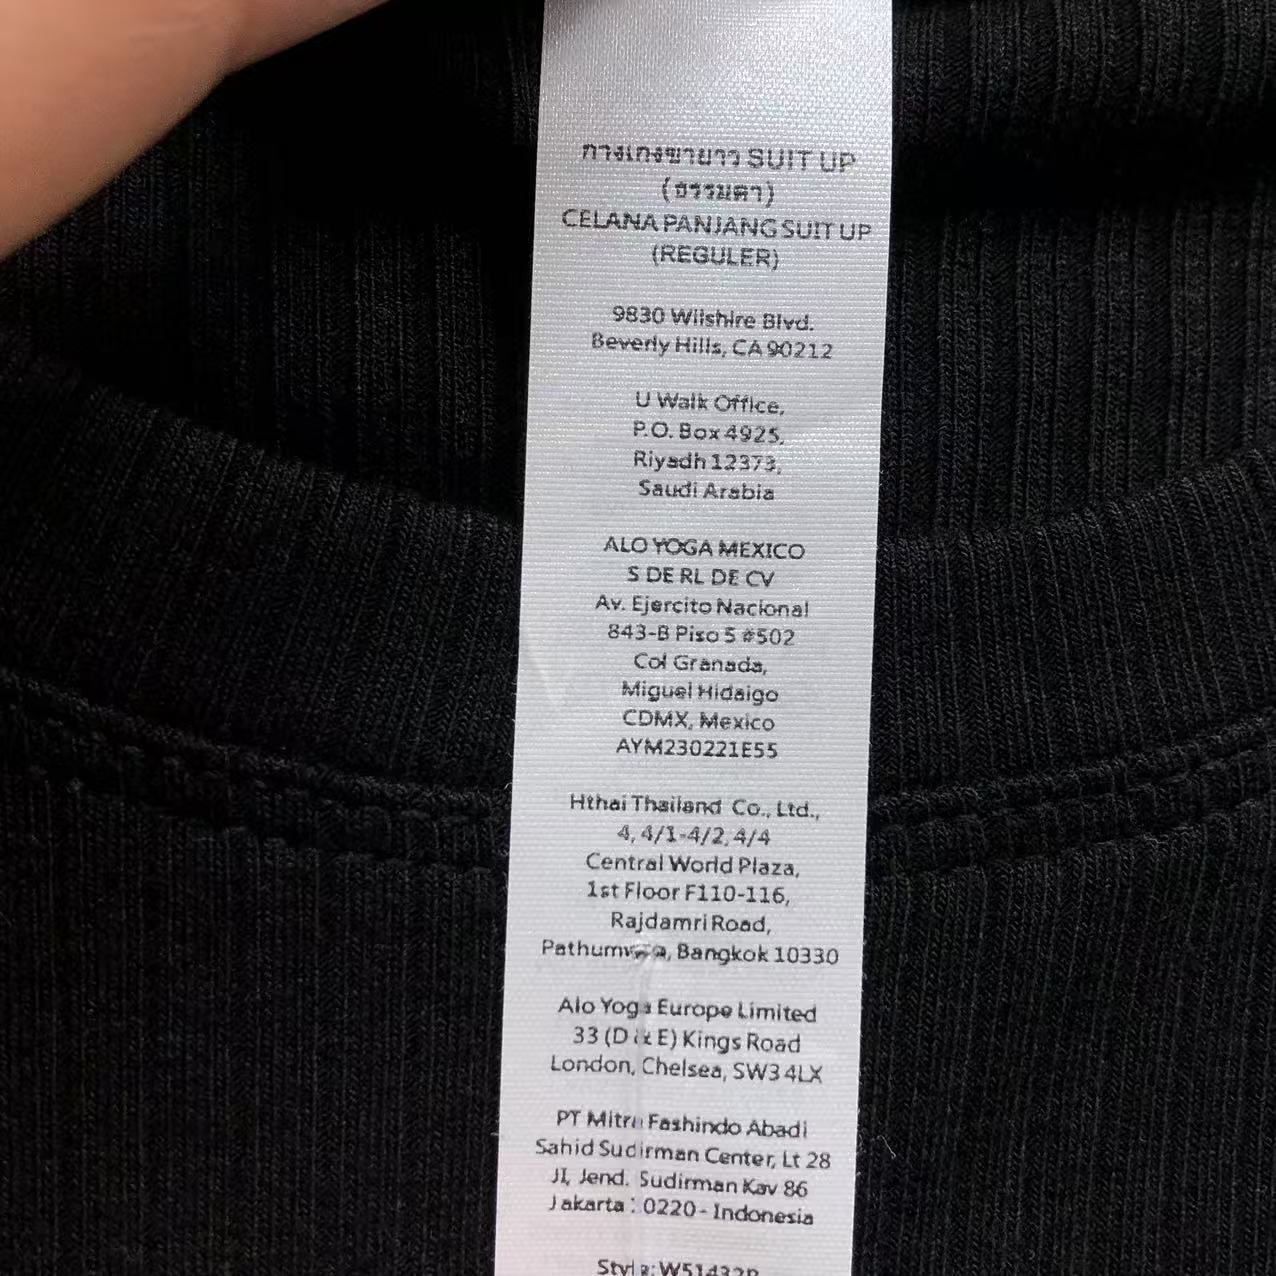 กางเกงขายาว SUIT UP
(ธรรมดา)
CELANA PANJANG SUIT UP
(REGULER)
9830 Wilshire Blvd.
Beverly Hills, CA 90212
U Walk Office,
P.O. Box 4925,
Riyadh 12373,
Saudi Arabia
ALO YOGA MEXICO
S DE RL DE CV
Av. Ejercito Nacional
843-B Piso 5 #502
Col Granada,
Miguel Hidalgo
CDMX, Mexico
AYM230221E55
Hthai Thailand Co., Ltd.,
4, 4/1-4/2, 4/4
Central World Plaza,
1st Floor F110-116,
Rajdamri Road,
Bangkok 10330
Alo Yoga Europe Limited
33 (D & E) Kings Road
London, Chelsea, SW3 4LX
PT Mitra Fashindo Abadi
Sahid Sudirman Center, Lt 28
Jl, Jend. Sudirman Kav 86
Jakarta 0220 - Indonesia
Style: